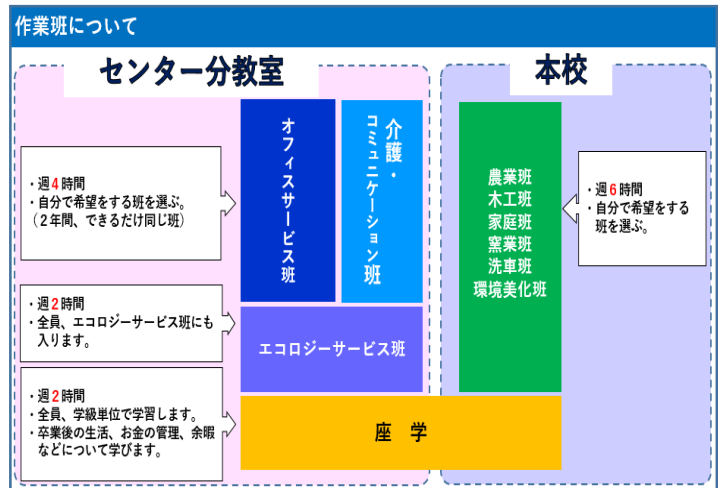 作業班について
センター分教室
本校
・週4時間
・自分で希望をする班を選ぶ。
（２年間、できるだけ同じ班）
オフィスサービス班
介護・
コミュニケーション班
農業班
木工班
家庭班
窯業班
洗車班
環境美化班
・週6時間
・自分で希望をする
班を選ぶ。
・週2時間
・全員、エコロジーサービス班にも
入ります。
エコロジーサービス班
・週2時間
・全員、学級単位で学習します。
・卒業後の生活、お金の管理、余暇
などについて学びます。
座　学